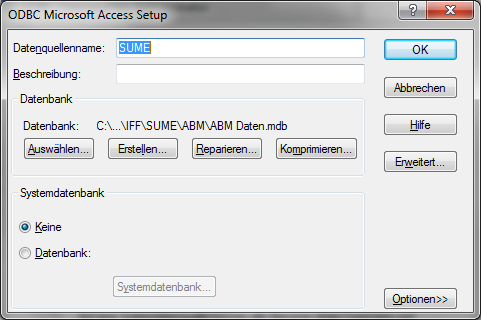 ODBC Microsoft Access Setup
Datenquellenname: SUME OK
Beschreibung: Abbrechen
Datenbank
Datenbank: C:\...\IFF\SUME\ABM\ABM Daten.mdb Hilfe
Auswählen... Erstellen... Reparieren... Komprimieren... Erweitert...
Systemdatenbank
Keine
Datenbank:
Systemdatenbank...
Optionen>>